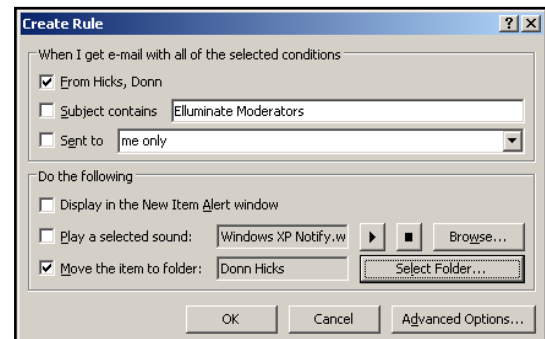 Create Rule
When I get e-mail with all of the selected conditions
From Hicks, Donn
Subject contains Elluminate Moderators
Sent to me only
Do the following
Display in the New Item Alert window
Play a selected sound: Windows XP Notify.w Browse...
Move the item to folder: Donn Hicks Select Folder...
OK Cancel Advanced Options...